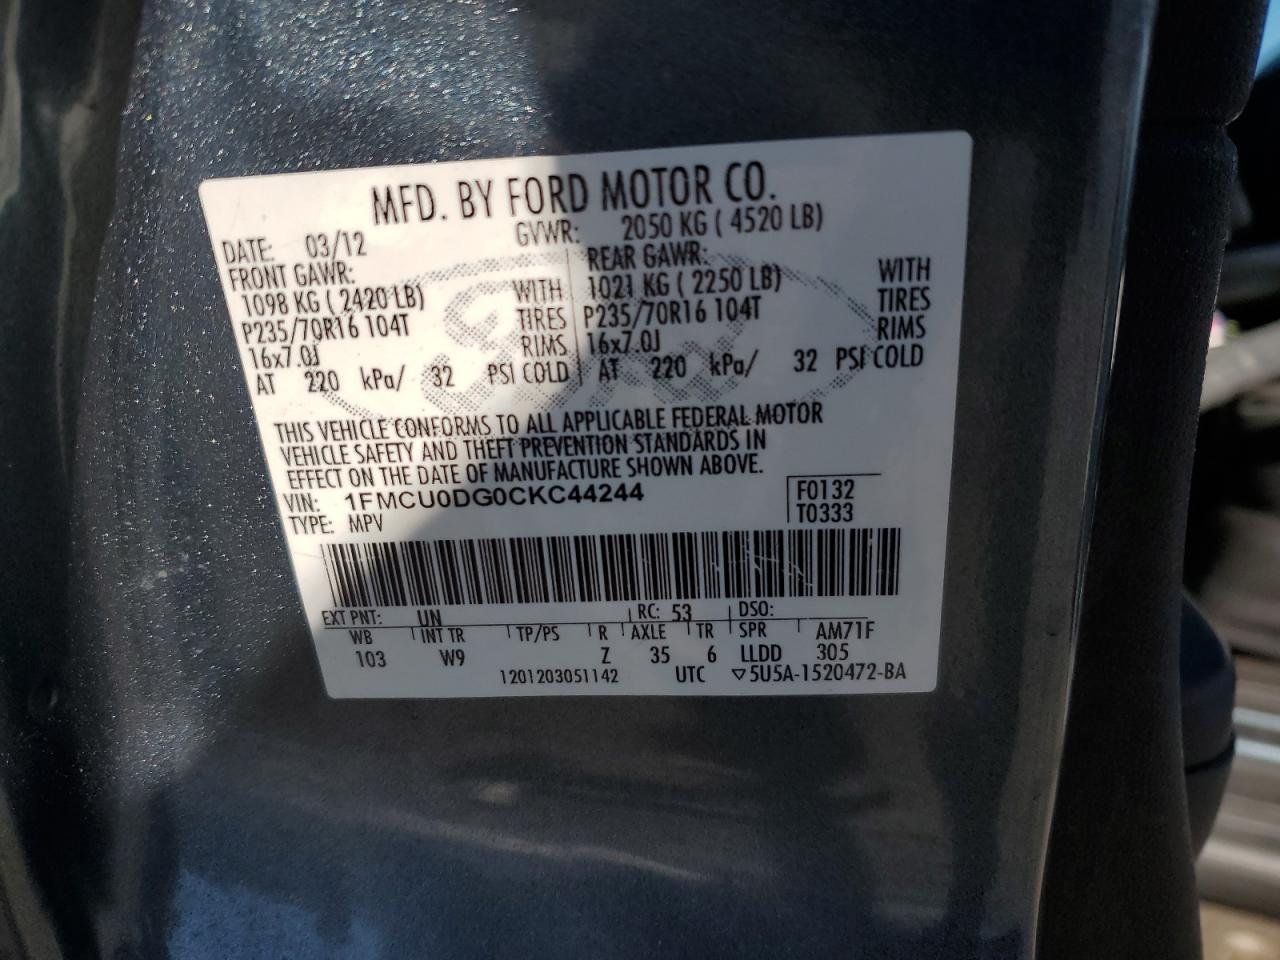 MFD. BY FORD MOTOR CO.
DATE: 03/12 GVWR: 2050 KG ( 4520 LB)
FRONT GAWR: REAR GAWR:
1098 KG ( 2420 LB) WITH 1021 KG ( 2250 LB) WITH
P235/70R16 104T TIRES P235/70R16 104T TIRES
16x7.0J RIMS 16x7.0J RIMS
AT 220 kPa/ 32 PSI COLD AT 220 kPa/ 32 PSI COLD
Ford
THIS VEHICLE CONFORMS TO ALL APPLICABLE FEDERAL MOTOR
VEHICLE SAFETY AND THEFT PREVENTION STANDARDS IN
EFFECT ON THE DATE OF MANUFACTURE SHOWN ABOVE.
VIN: 1FMCU0DG0CKC44244 F0132
TYPE: MPV T0333
EXT PNT: UN RC: 53 DSO:
WB INT TR TP/PS R AXLE TR SPR AM71F
103 W9 Z 35 6 LLDD 305
1201203051142 UTC ▽5U5A-1520472-BA